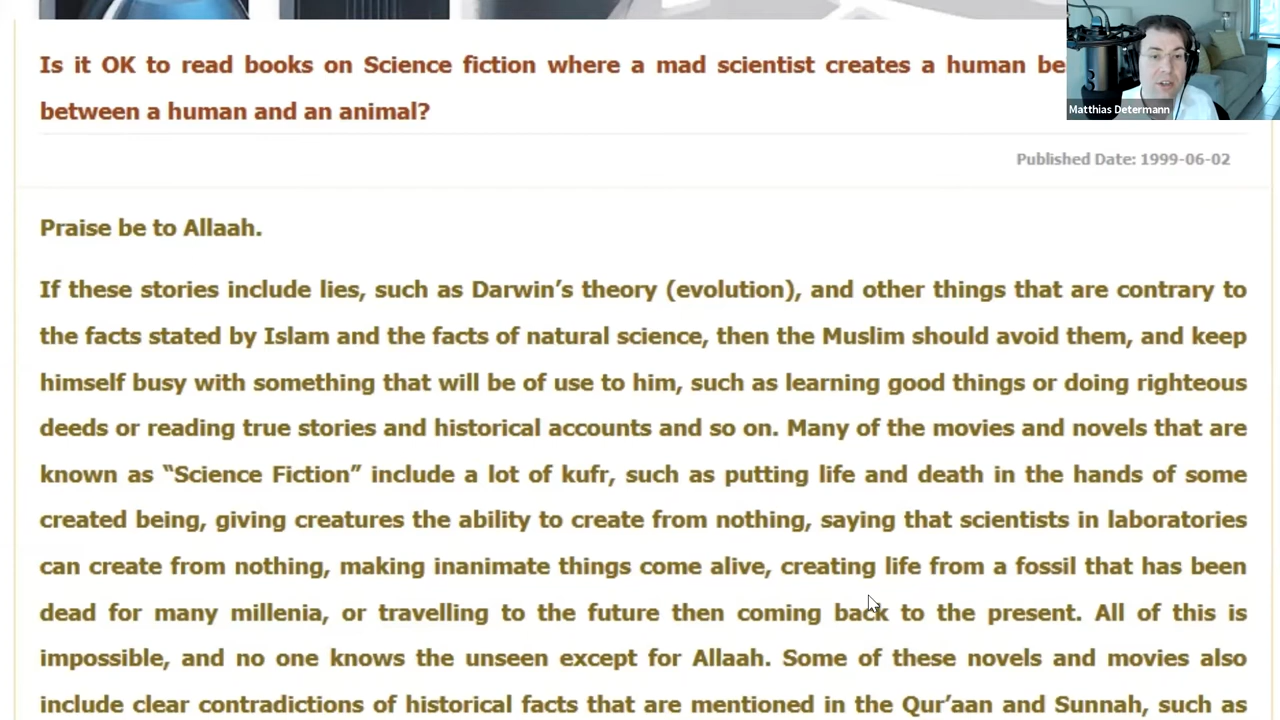 Is it OK to read books on Science fiction where a mad scientist creates a human
between a human and an animal?
Matthias Determann
Published Date: 1999-06-02
Praise be to Allaah.
If these stories include lies, such as Darwin’s theory (evolution), and other things that are contrary to
the facts stated by Islam and the facts of natural science, then the Muslim should avoid them, and keep
himself busy with something that will be of use to him, such as learning good things or doing righteous
deeds or reading true stories and historical accounts and so on. Many of the movies and novels that are
known as “Science Fiction” include a lot of kufr, such as putting life and death in the hands of some
created being, giving creatures the ability to create from nothing, saying that scientists in laboratories
can create from nothing, making inanimate things come alive, creating life from a fossil that has been
dead for many millenia, or travelling to the future then coming back to the present. All of this is
impossible, and no one knows the unseen except for Allaah. Some of these novels and movies also
include clear contradictions of historical facts that are mentioned in the Qur’aan and Sunnah, such as